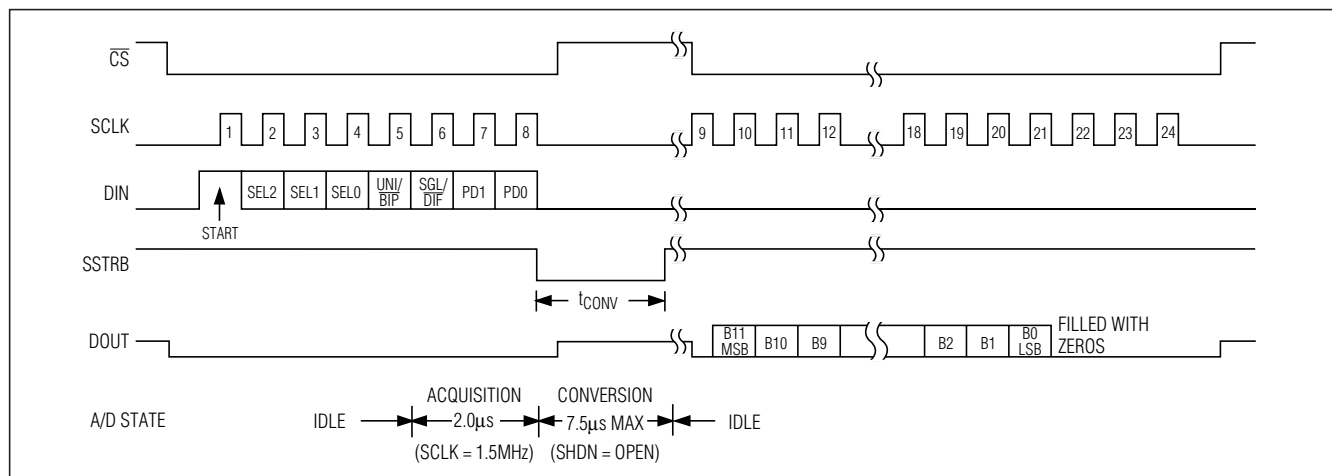 CS
SCLK
1 2 3 4 5 6 7 8 9 10 11 12 18 19 20 21 22 23 24
DIN
SEL2 SEL1 SEL0 UNI/BIP SGL/DIF PD1 PD0
START
SSTRB
tCONV
DOUT
B11 MSB B10 B9 B2 B1 B0 LSB
FILLED WITH
ZEROS
A/D STATE
IDLE
ACQUISITION
2.0µs
(SCLK = 1.5MHz)
CONVERSION
7.5µs MAX
(SHDN = OPEN)
IDLE